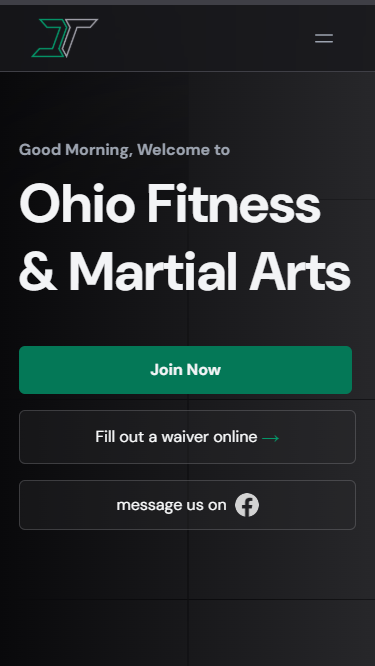 Good Morning, Welcome to
Ohio Fitness
& Martial Arts
Join Now
Fill out a waiver online →
message us on